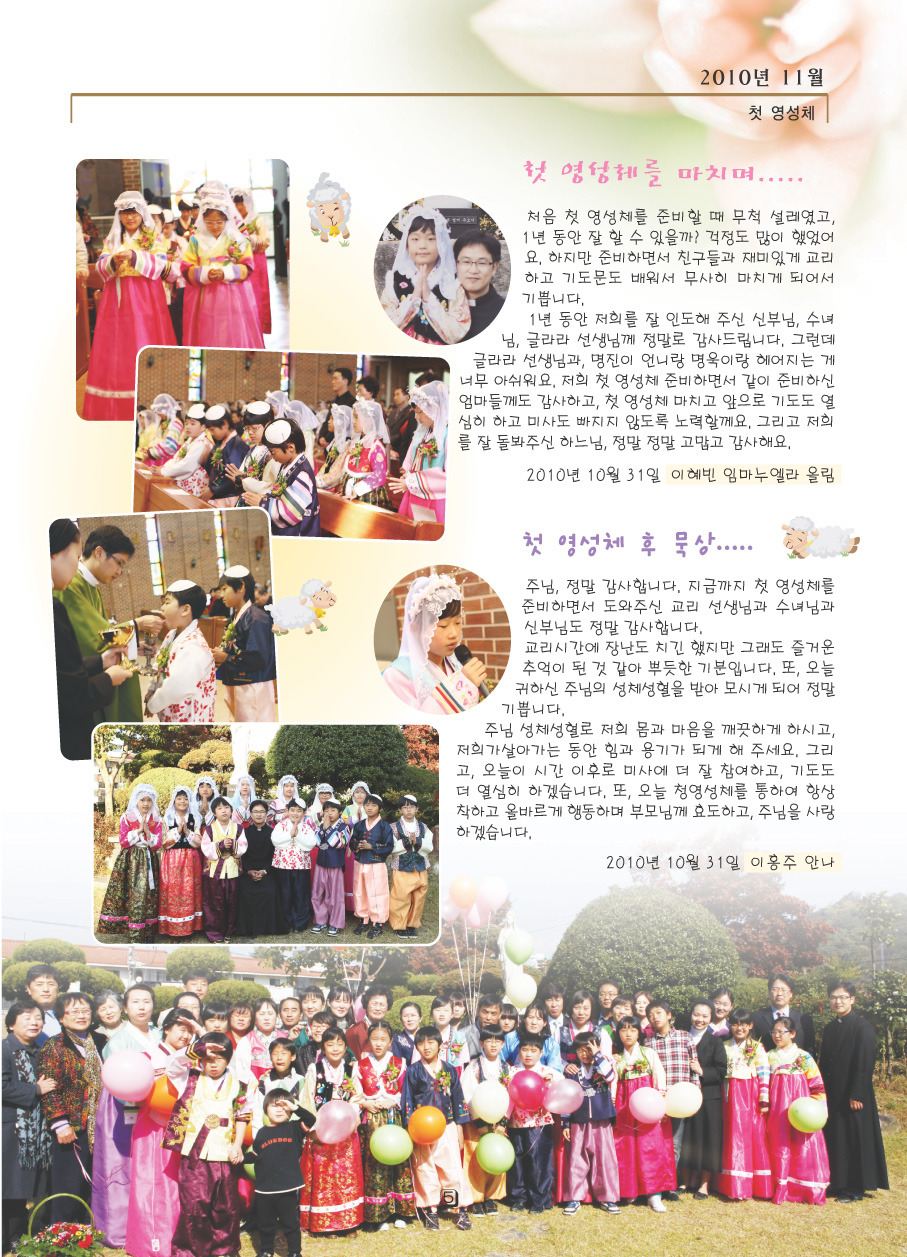 2010년 11월
첫 영성체
첫 영성체를 마치며.....
처음 첫 영성체를 준비할 때 무척 설레였고,
1년 동안 잘 할 수 있을까? 걱정도 많이 했었어
요. 하지만 준비하면서 친구들과 재미있게 교리
하고 기도문도 배워서 무사히 마치게 되어서
기쁩니다.
1년 동안 저희를 잘 인도해 주신 신부님, 수녀
님, 글라라 선생님께 정말로 감사드립니다. 그런데
글라라 선생님과, 명진이 언니랑 명욱이랑 헤어지는 게
너무 아쉬워요. 저희 첫 영성체 준비하면서 같이 준비하신
엄마들께도 감사하고, 첫 영성체 마치고 앞으로 기도도 열
심히 하고 미사도 빠지지 않도록 노력할께요. 그리고 저희
를 잘 돌봐주신 하느님, 정말 정말 고맙고 감사해요.
2010년 10월 31일 이혜빈 임마누엘라 올림
첫 영성체 후 묵상.....
주님, 정말 감사합니다. 지금까지 첫 영성체를
준비하면서 도와주신 교리 선생님과 수녀님과
신부님도 정말 감사합니다.
교리시간에 장난도 치긴 했지만 그래도 즐거운
추억이 된 것 같아 뿌듯한 기분입니다. 또, 오늘
귀하신 주님의 성체성혈을 받아 모시게 되어 정말
기쁩니다.
주님 성체성혈로 저희 몸과 마음을 깨끗하게 하시고,
저희가살아가는 동안 힘과 용기가 되게 해 주세요. 그리
고, 오늘이 시간 이후로 미사에 더 잘 참여하고, 기도도
더 열심히 하겠습니다. 또, 오늘 청영성체를 통하여 항상
착하고 올바르게 행동하며 부모님께 효도하고, 주님을 사랑
하겠습니다.
2010년 10월 31일 이홍주 안나
5